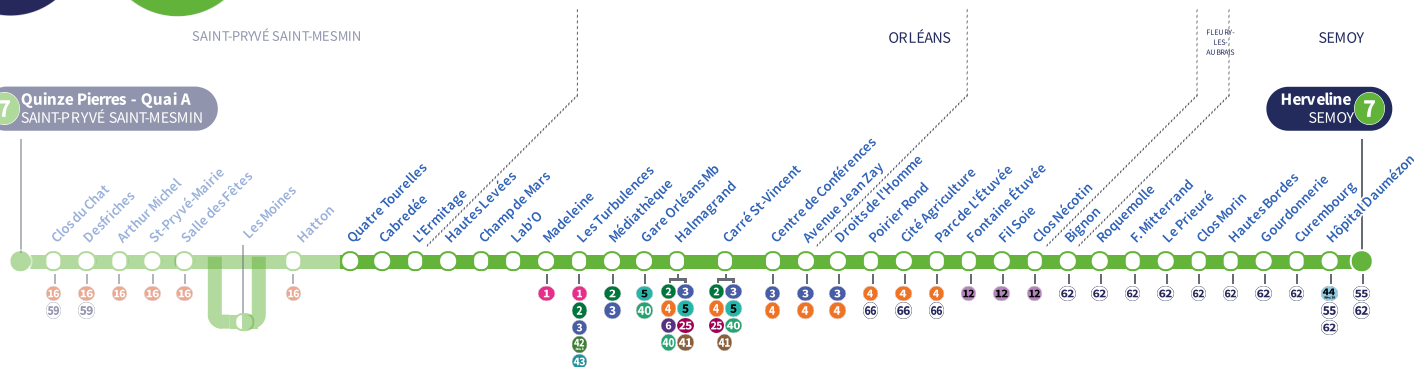 SAINT-PRYVÉ SAINT-MESMIN
ORLÉANS
FLEURY-
LES-
AUBRAIS
SEMOY
7
Quinze Pierres - Quai A
SAINT-PRYVÉ SAINT-MESMIN
Herveline
SEMOY
7
Clos du Chat
Desfriches
Arthur Michel
St-Pryvé-Mairie
Salle des Fêtes
Les Moines
Hatton
Quatre Tourelles
Cabredée
L'Ermitage
Hautes Levées
Champ de Mars
Lab'O
Madeleine
Les Turbulences
Médiathèque
Gare Orléans Mb
Halmagrand
Carré St-Vincent
Centre de Conférences
Avenue Jean Zay
Droits de l'Homme
Poirier Rond
Cité Agriculture
Parc de L'Étuvée
Fontaine Étuvée
Fil Soie
Clos Nécotin
Bignon
Roquemolle
F. Mitterrand
Le Prieuré
Clos Morin
Hautes Bordes
Gourdonnerie
Curembourg
Hôpital Daumézon
16 16 16 16 16 16 1 1 2 5 2 3 2 3 3 3 3 4 4 4 12 12 12 62 62 62 62 62 62 62 62 44 55
59 59 2 3 40 4 5 4 5 4 4 4 66 66 66 55 62
3 6 25 25 40 62
42 40 41 41
43